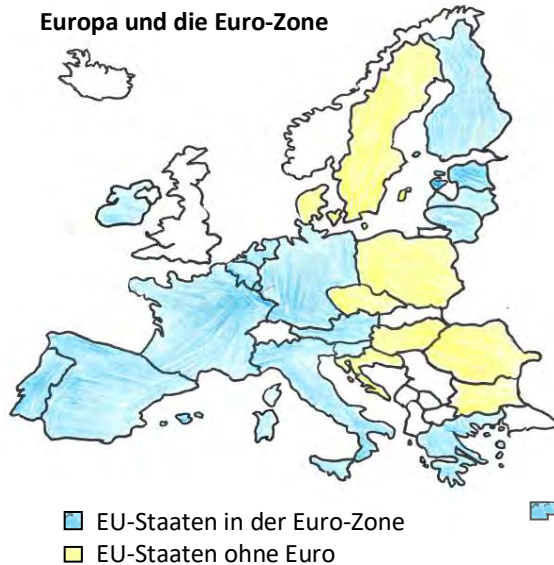 Europa und die Euro-Zone
EU-Staaten in der Euro-Zone
EU-Staaten ohne Euro